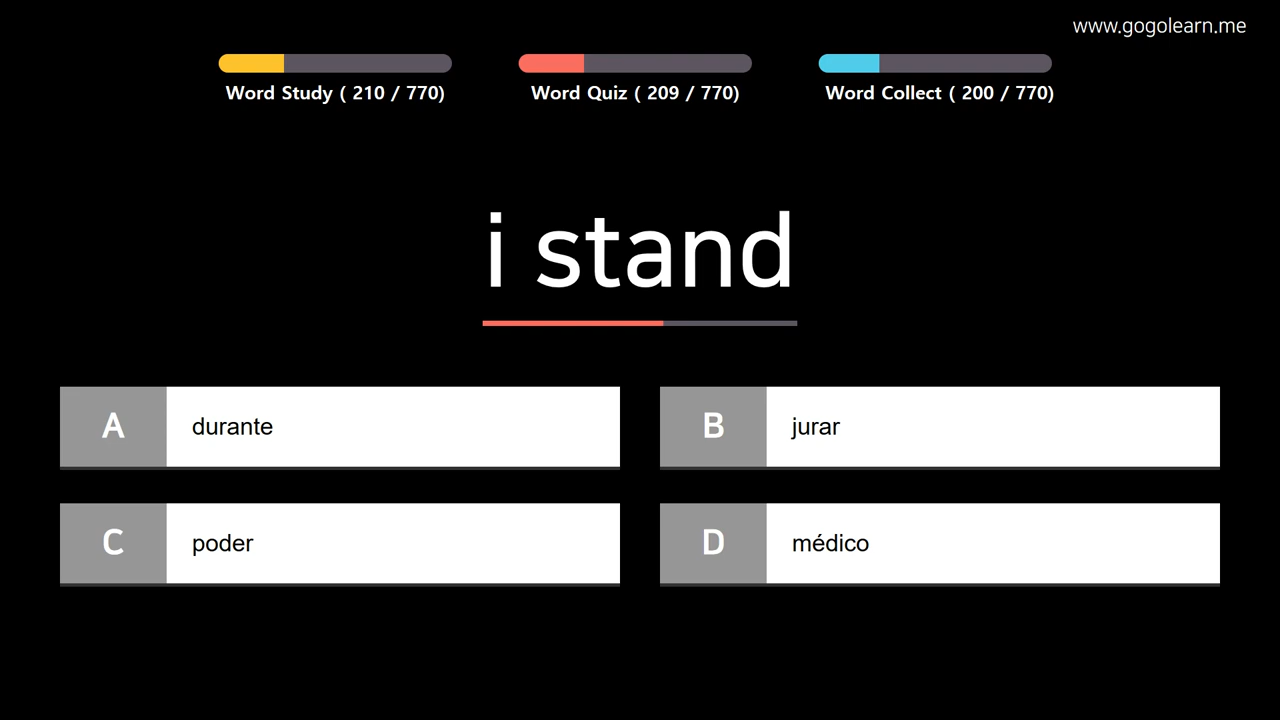 www.gogolearn.me
Word Study ( 210 / 770)
Word Quiz ( 209 / 770)
Word Collect ( 200 / 770)
i stand
A durante
B jurar
C poder
D médico